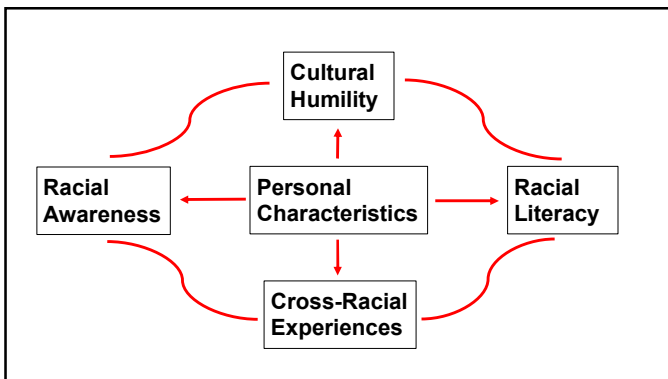 Cultural
Humility
Racial
Awareness
Personal
Characteristics
Racial
Literacy
Cross-Racial
Experiences